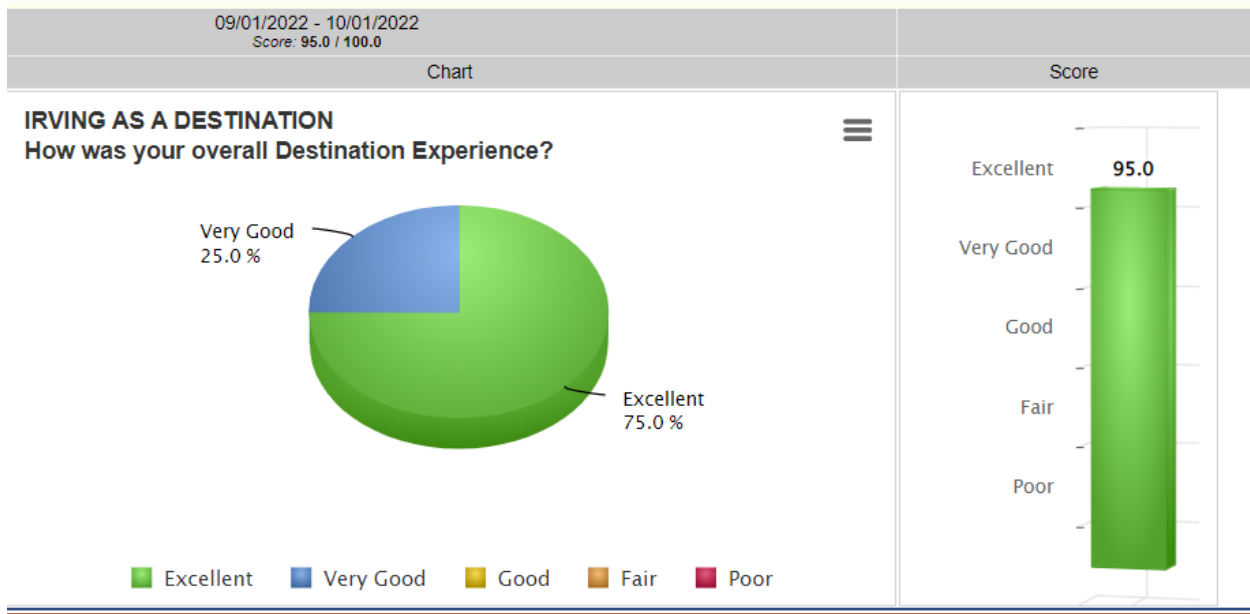 09/01/2022 - 10/01/2022
Score: 95.0 / 100.0
Chart
Score
IRVING AS A DESTINATION
How was your overall Destination Experience?
Very Good
25.0 %
Excellent
75.0 %
Excellent
Very Good
Good
Fair
Poor
Excellent
95.0
Very Good
Good
Fair
Poor